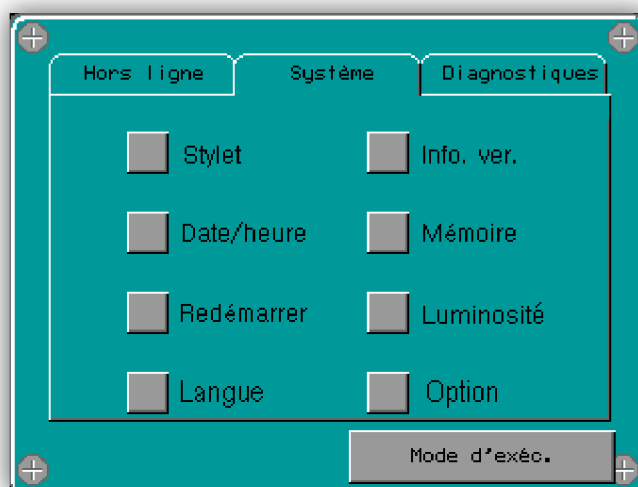 Hors ligne Système Diagnostiques
Stylet Info. ver.
Date/heure Mémoire
Redémarrer Luminosité
Langue Option
Mode d'exéc.